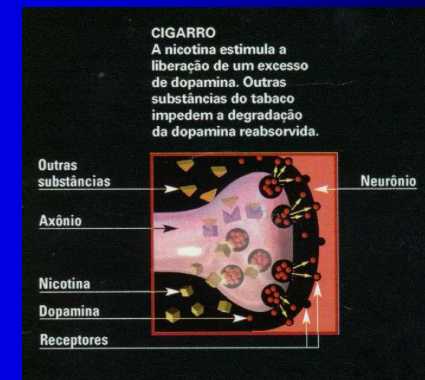 CIGARRO
A nicotina estimula a
liberação de um excesso
de dopamina. Outras
substâncias do tabaco
impedem a degradação
da dopamina reabsorvida.
Outras
substâncias
Neurônio
Axônio
Nicotina
Dopamina
Receptores